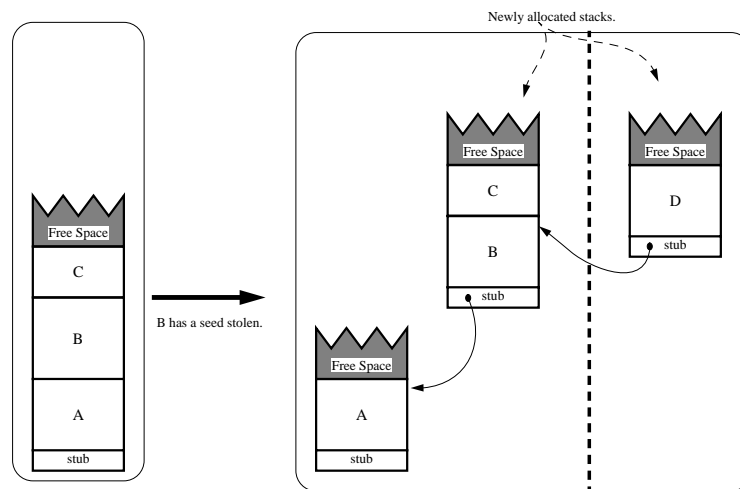 Newly allocated stacks.
Free Space
C
B
A
stub
B has a seed stolen.
Free Space
C
B
stub
Free Space
D
stub
Free Space
A
stub